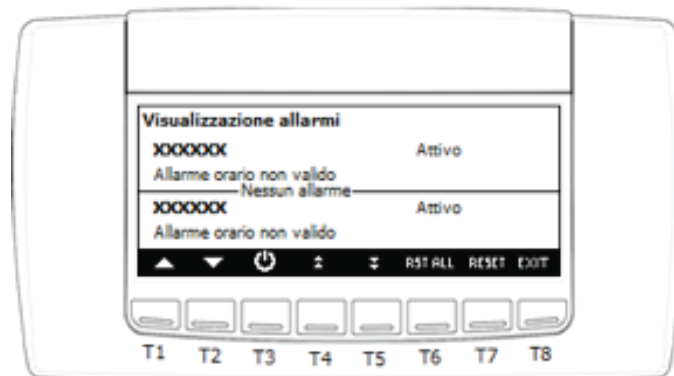 Visualizzazione allarmi
XXXXXX Attivo
Allarme orario non valido
Nessun allarme
XXXXXX Attivo
Allarme orario non valido
RST ALL RESET EXIT
T1 T2 T3 T4 T5 T6 T7 T8